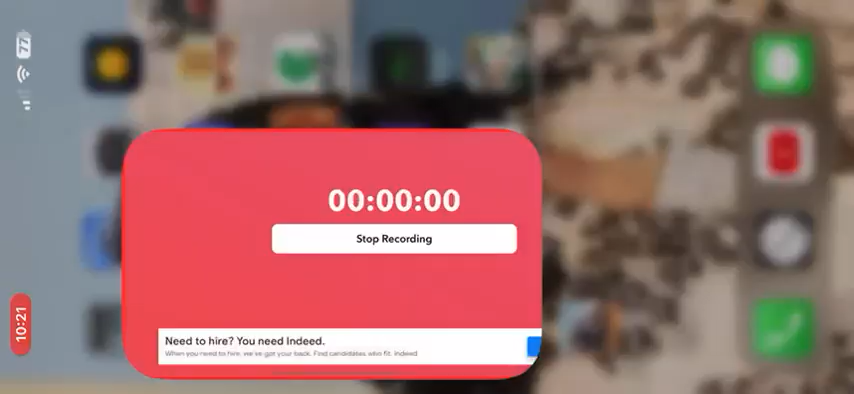 77
10:21
00:00:00
Stop Recording
Need to hire? You need Indeed.
When you need to hire, we've got your back. Find candidates who fit. Indeed